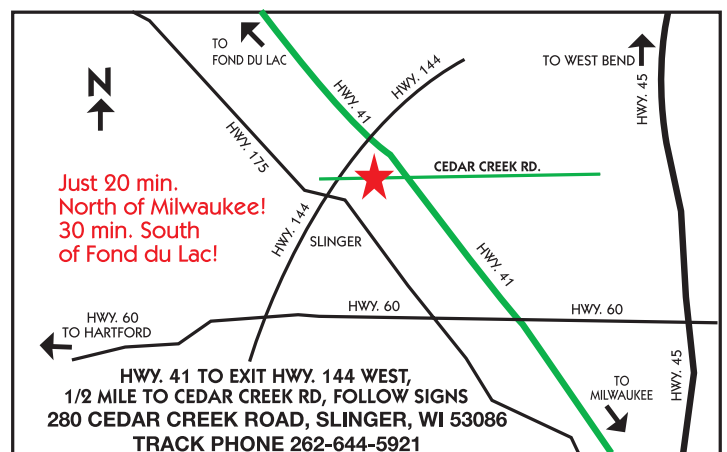 TO
FOND DU LAC
HWY. 41
HWY. 144
TO WEST BEND
HWY. 45
N
HWY. 175
CEDAR CREEK RD.
Just 20 min.
North of Milwaukee!
30 min. South
of Fond du Lac!
HWY. 144
SLINGER
HWY. 41
HWY. 60
TO HARTFORD
HWY. 60
HWY. 60
HWY. 45
TO
MILWAUKEE
HWY. 41 TO EXIT HWY. 144 WEST,
1/2 MILE TO CEDAR CREEK RD, FOLLOW SIGNS
280 CEDAR CREEK ROAD, SLINGER, WI 53086
TRACK PHONE 262-644-5921